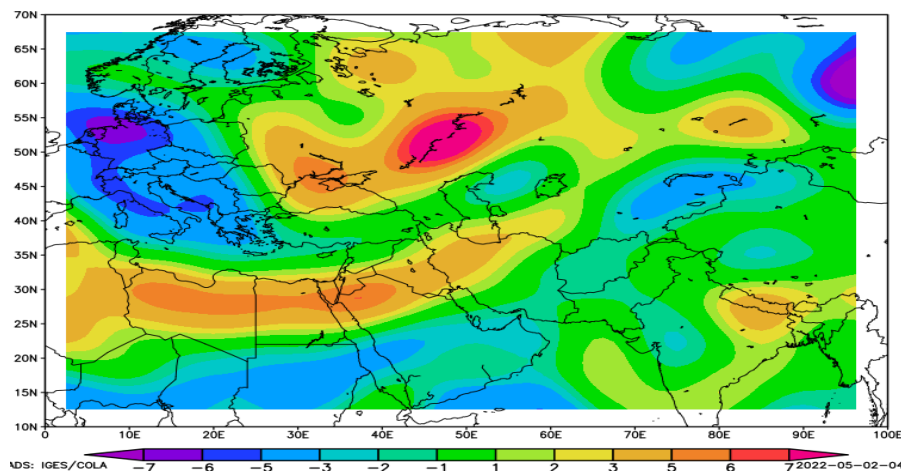 70N
65N
60N
55N
50N
45N
40N
35N
30N
25N
20N
15N
10N
0 10E 20E 30E 40E 50E 60E 70E 80E 90E 100E
-7 -6 -5 -3 -2 -1 1 2 3 5 6 7
ADS: IGES/COLA 2022-05-02-04